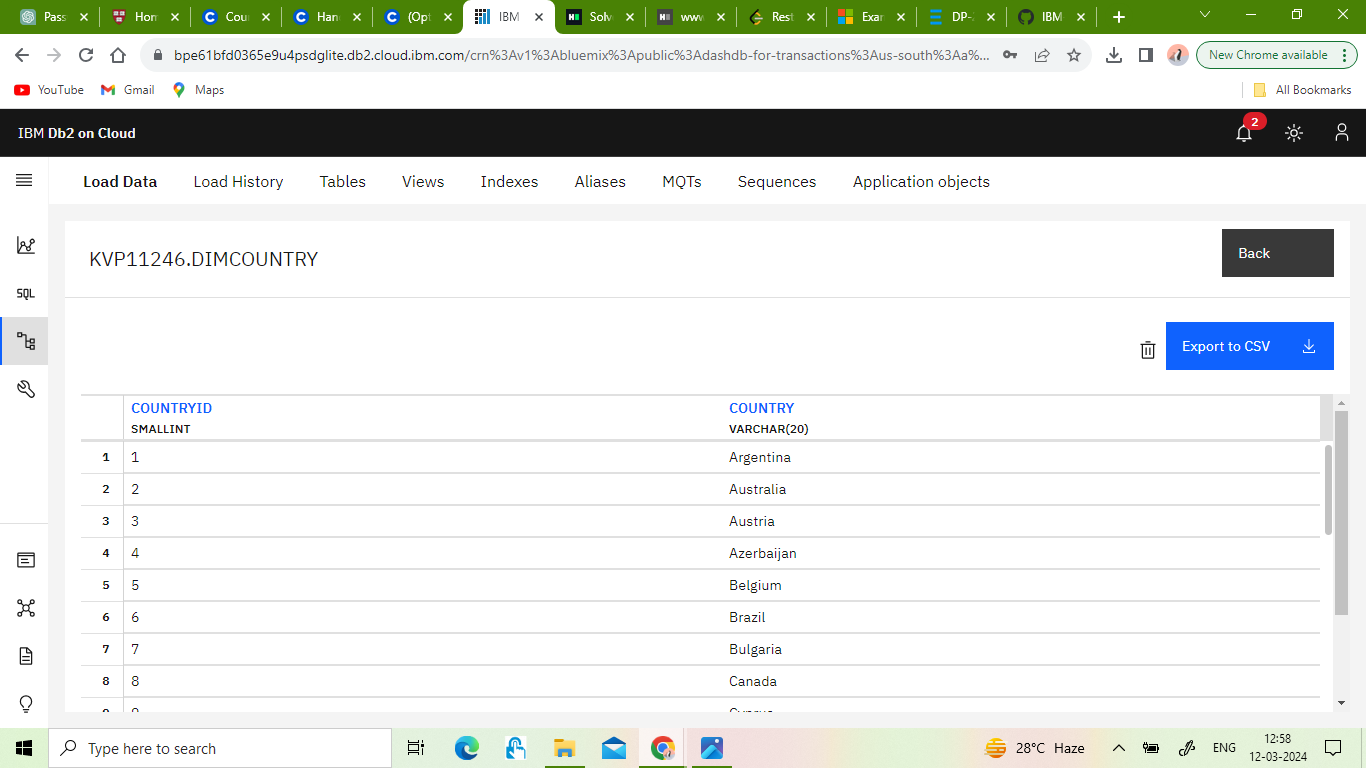 Pass
Hom
Cou
Han
(Opt
IBM
Solv
www
Rest
Exar
DP-
IBM
bpe61bfd0365e9u4psdglite.db2.cloud.ibm.com/crn%3Av1%3Abluemix%3Apublic%3Adashdb-for-transactions%3Aus-south%3Aa%...
New Chrome available
YouTube
Gmail
Maps
All Bookmarks
IBM Db2 on Cloud
2
Load Data
Load History
Tables
Views
Indexes
Aliases
MQTs
Sequences
Application objects
SQL
KVP11246.DIMCOUNTRY
Back
Export to CSV
COUNTRYID COUNTRY
SMALLINT VARCHAR(20)
1 1 Argentina
2 2 Australia
3 3 Austria
4 4 Azerbaijan
5 5 Belgium
6 6 Brazil
7 7 Bulgaria
8 8 Canada
9 9 Cyprus
Type here to search
28°C Haze
ENG
12:58
12-03-2024